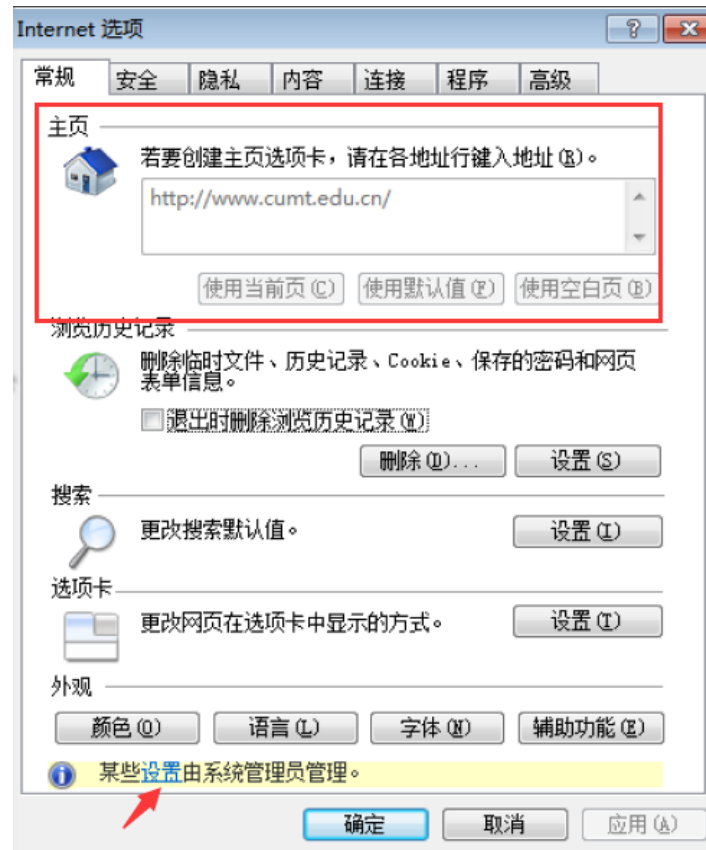 Internet 选项
常规 安全 隐私 内容 连接 程序 高级
主页
若要创建主页选项卡，请在各地址行键入地址(R)。
http://www.cumt.edu.cn/
使用当前页(C) 使用默认值(F) 使用空白页(B)
浏览历史记录
删除临时文件、历史记录、Cookie、保存的密码和网页
表单信息。
退出时删除浏览历史记录(W)
删除(D)... 设置(S)
搜索
更改搜索默认值。 设置(I)
选项卡
更改网页在选项卡中显示的方式。 设置(T)
外观
颜色(O) 语言(L) 字体(N) 辅助功能(E)
某些设置由系统管理员管理。
确定 取消 应用(A)